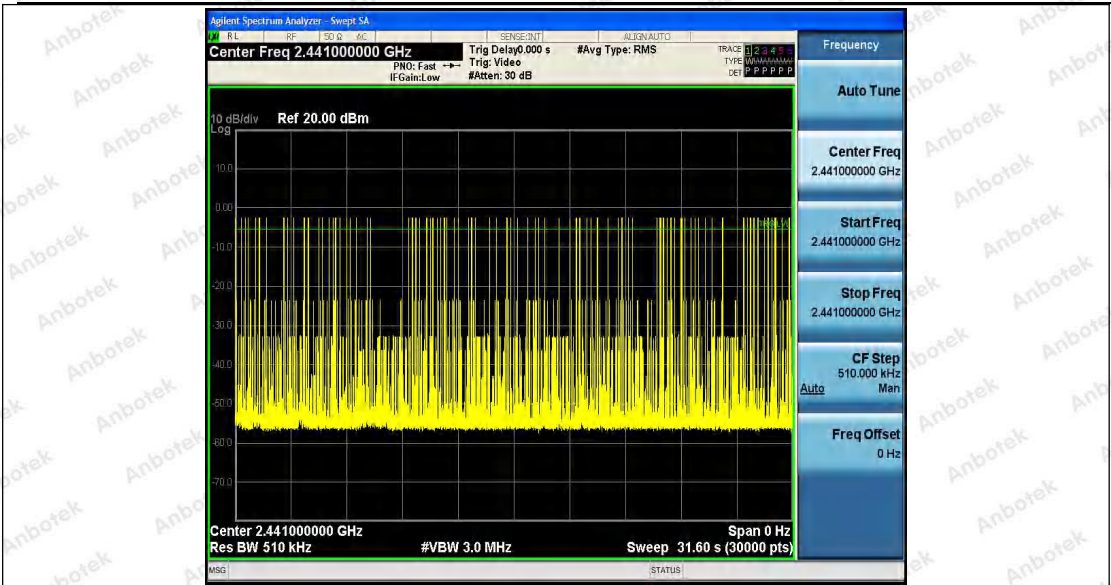 Agilent Spectrum Analyzer - Swept SA
RL RF 50 Ω AC SENSE:INT ALIGNAUTO
Center Freq 2.441000000 GHz
PNO: Fast
IFGain:Low
Trig Delay0.000 s
Trig: Video
#Atten: 30 dB
#Avg Type: RMS
TRACE 1 2 3 4 5 6
TYPE
DET P P P P P P
10 dB/div Ref 20.00 dBm
Log
10.0
0.00
-10.0
-20.0
-30.0
-40.0
-50.0
-60.0
-70.0
TRIG LVL
Center 2.441000000 GHz
Span 0 Hz
Res BW 510 kHz
#VBW 3.0 MHz
Sweep 31.60 s (30000 pts)
MSG
STATUS
Frequency
Auto Tune
Center Freq
2.441000000 GHz
Start Freq
2.441000000 GHz
Stop Freq
2.441000000 GHz
CF Step
510.000 kHz
Auto Man
Freq Offset
0 Hz
Anbotek